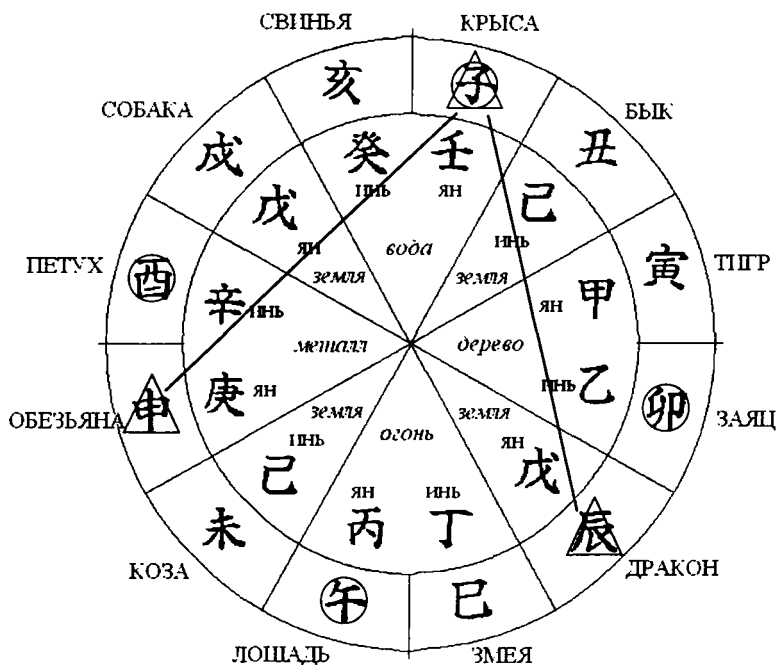 СВИНЬЯ
КРЫСА
СОБАКА
БЫК
ПЕТУХ
ТИГР
ОБЕЗЬЯНА
ЗАЯЦ
КОЗА
ДРАКОН
ЛОШАДЬ
ЗМЕЯ
亥
子
戌
丑
酉
寅
申
卯
未
辰
午
巳
癸
инь
壬
ян
戊
ян
己
инь
вода
земля
земля
辛
инь
ян
甲
металл
дерево
庚
ян
инь
乙
земля
земля
огонь
己
инь
ян
戊
ян
丙
инь
丁